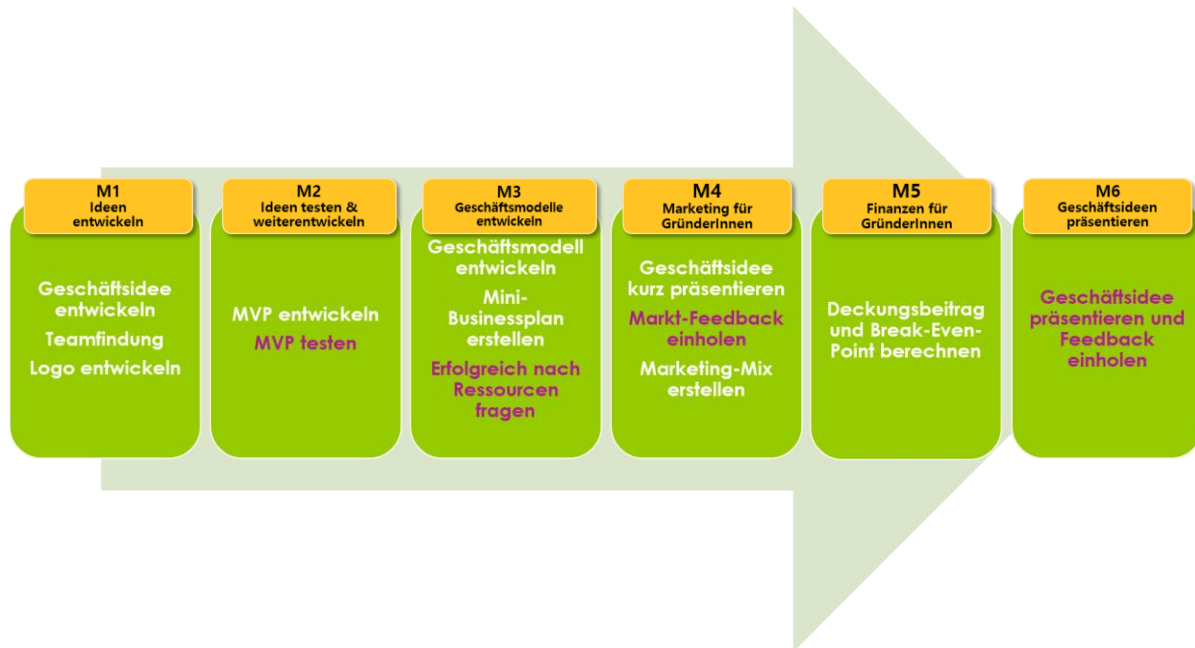 M1
Ideen
entwickeln
Geschäftsidee
entwickeln
Teamfindung
Logo entwickeln
M2
Ideen testen &
weiterentwickeln
MVP entwickeln
MVP testen
M3
Geschäftsmodelle
entwickeln
Geschäftsmodell
entwickeln
Mini-
Businessplan
erstellen
Erfolgreich nach
Ressourcen
fragen
M4
Marketing für
GründerInnen
Geschäftsidee
kurz präsentieren
Markt-Feedback
einholen
Marketing-Mix
erstellen
M5
Finanzen für
GründerInnen
Deckungsbeitrag
und Break-Even-
Point berechnen
M6
Geschäftsideen
präsentieren
Geschäftsidee
präsentieren und
Feedback
einholen